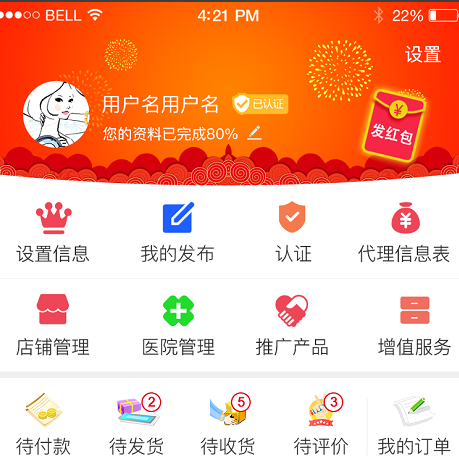 BELL 4:21 PM 22%
设置
用户名用户名 已认证
您的资料已完成80%
¥
发红包
设置信息 我的发布 认证 代理信息表
店铺管理 医院管理 推广产品 增值服务
2 5 3
待付款 待发货 待收货 待评价 我的订单